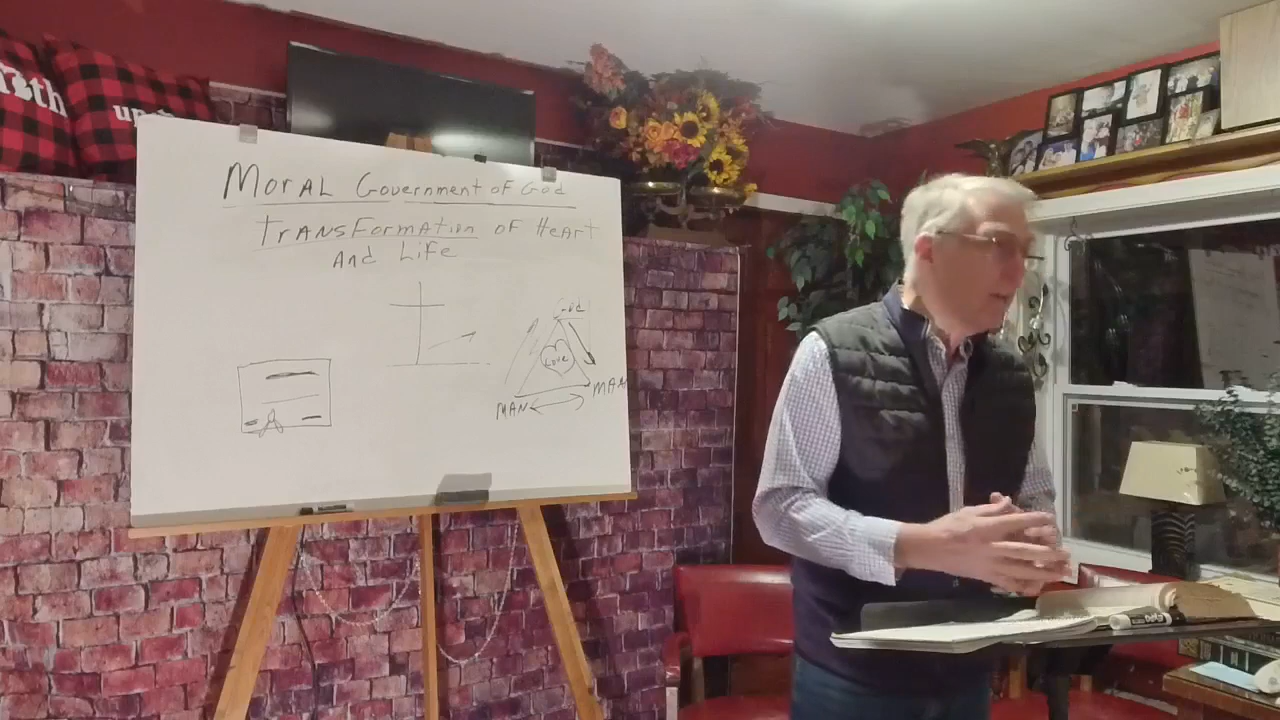 Moral Government of God
Transformation of Heart
And Life
God
Love
MAN
MAN